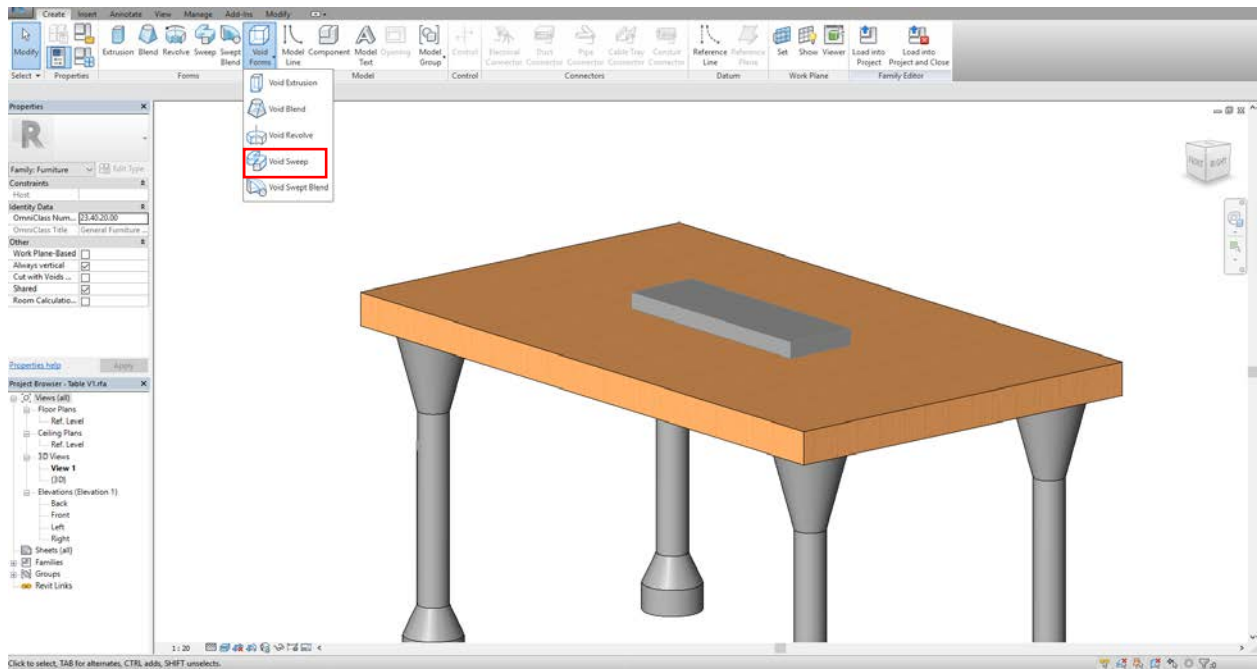 Create Insert Annotate View Manage Add-Ins Modify
Modify Extrusion Blend Revolve Sweep Swept Blend Void Forms Model Line Component Model Text Opening Model Group Control Electrical Connector Duct Connector Pipe Connector Cable Tray Connector Conduit Connector Reference Line Reference Plane Set Show Viewer Load into Project Load into Project and Close
Select Properties Forms Model Control Connectors Datum Work Plane Family Editor
Void Extrusion
Void Blend
Void Revolve
Void Sweep
Void Swept Blend
Properties
R
Family: Furniture Edit Type
Constraints
Host
Identity Data
OmniClass Num... 23.40.20.00
OmniClass Title General Furniture ...
Other
Work Plane-Based
Always vertical
Cut with Voids ...
Shared
Room Calculatio...
Properties help Apply
Project Browser - Table V1.rfa
Views (all)
Floor Plans
Ref. Level
Ceiling Plans
Ref. Level
3D Views
View 1
{3D}
Elevations (Elevation 1)
Back
Front
Left
Right
Sheets (all)
Families
Groups
Revit Links
FRONT RIGHT
1 : 20
Click to select, TAB for alternates, CTRL adds, SHIFT unselects.
:0